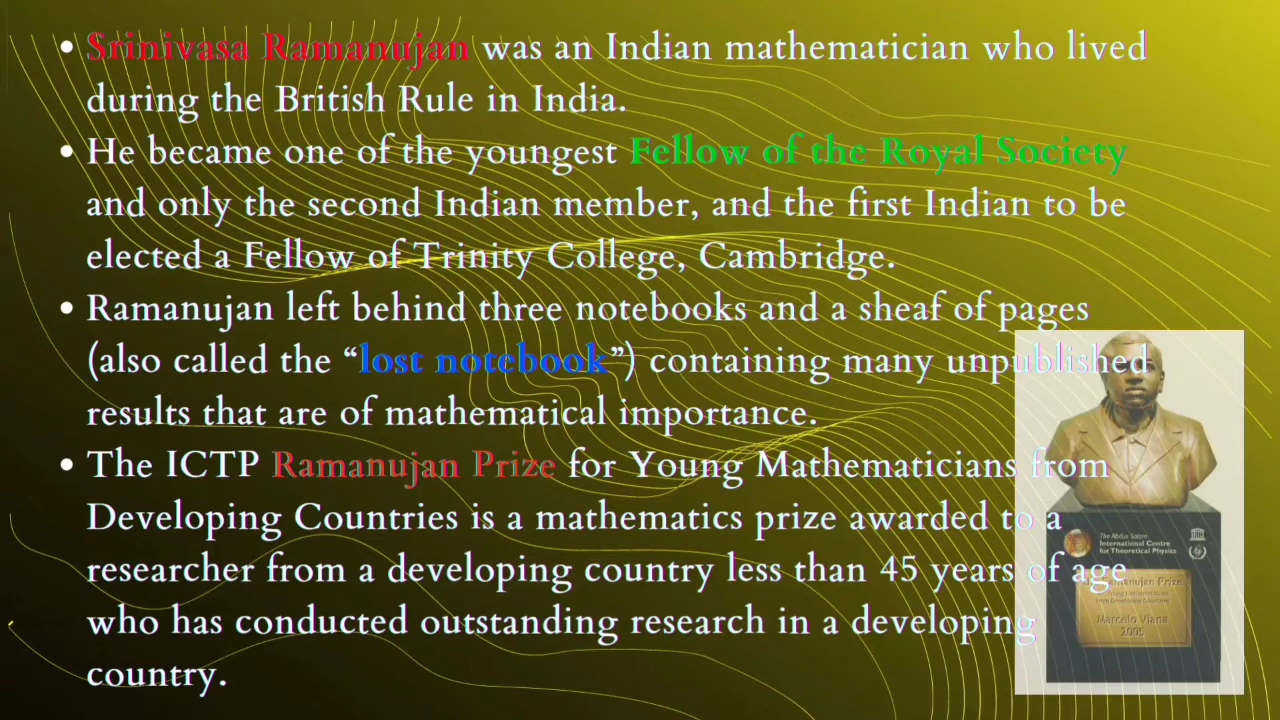 • Srinivasa Ramanujan was an Indian mathematician who lived
during the British Rule in India.
• He became one of the youngest Fellow of the Royal Society
and only the second Indian member, and the first Indian to be
elected a Fellow of Trinity College, Cambridge.
• Ramanujan left behind three notebooks and a sheaf of pages
(also called the “lost notebook”) containing many unpublished
results that are of mathematical importance.
• The ICTP Ramanujan Prize for Young Mathematicians from
Developing Countries is a mathematics prize awarded to a
researcher from a developing country less than 45 years of age
who has conducted outstanding research in a developing
country.
The Abdus Salam
International Centre
for Theoretical Physics
Ramanujan Prize
Marcelo Viana
2005